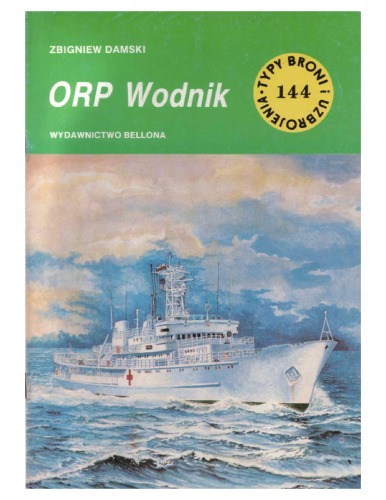 ZBIGNIEW DAMSKI
ORP Wodnik
WYDAWNICTWO BELLONA
TYPY BRONI i UZBROJENIA
144